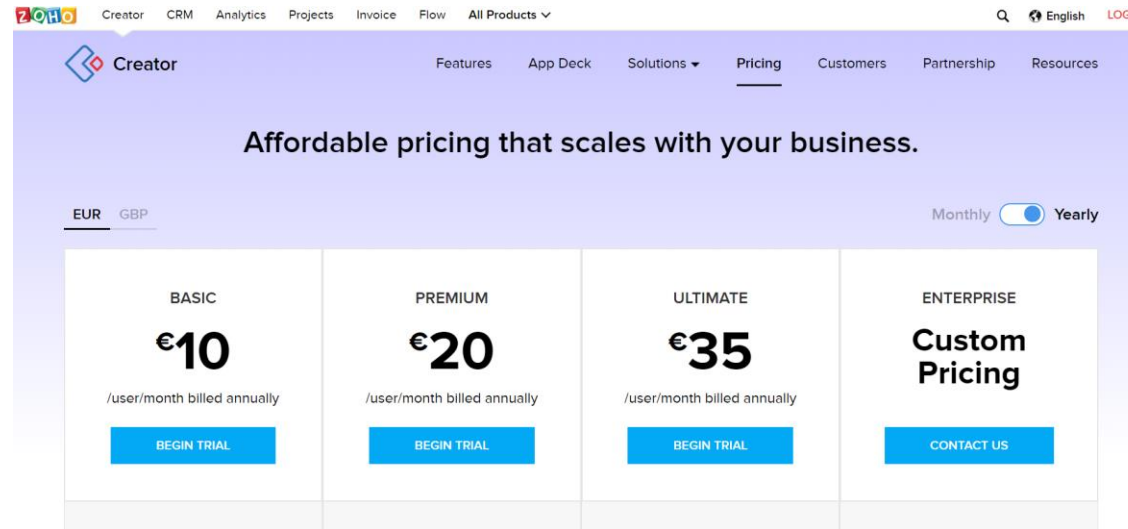 ZOHO Creator CRM Analytics Projects Invoice Flow All Products English LOG
Creator Features App Deck Solutions Pricing Customers Partnership Resources
Affordable pricing that scales with your business.
EUR GBP Monthly Yearly
BASIC PREMIUM ULTIMATE ENTERPRISE
€10 €20 €35 Custom
Pricing
/user/month billed annually /user/month billed annually /user/month billed annually
BEGIN TRIAL BEGIN TRIAL BEGIN TRIAL CONTACT US